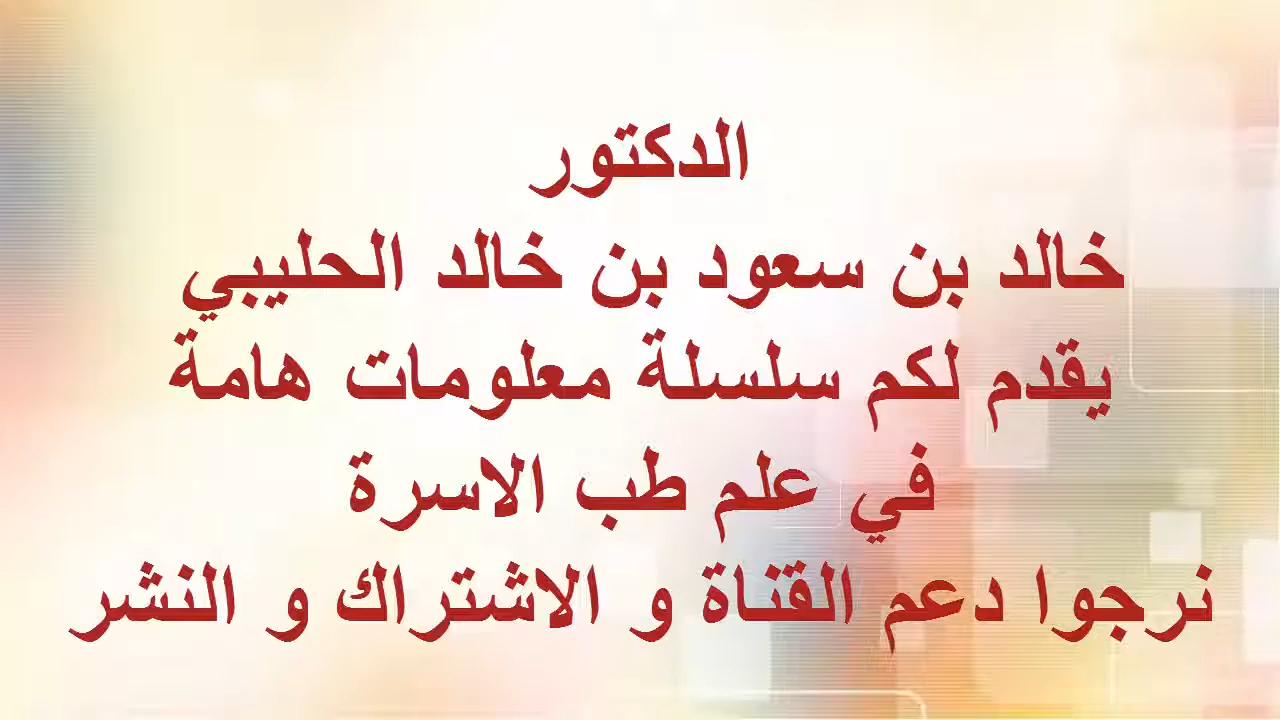 الدكتور
خالد بن سعود بن خالد الحليبي
يقدم لكم سلسلة معلومات هامة
في علم طب الاسرة
نرجوا دعم القناة و الاشتراك و النشر